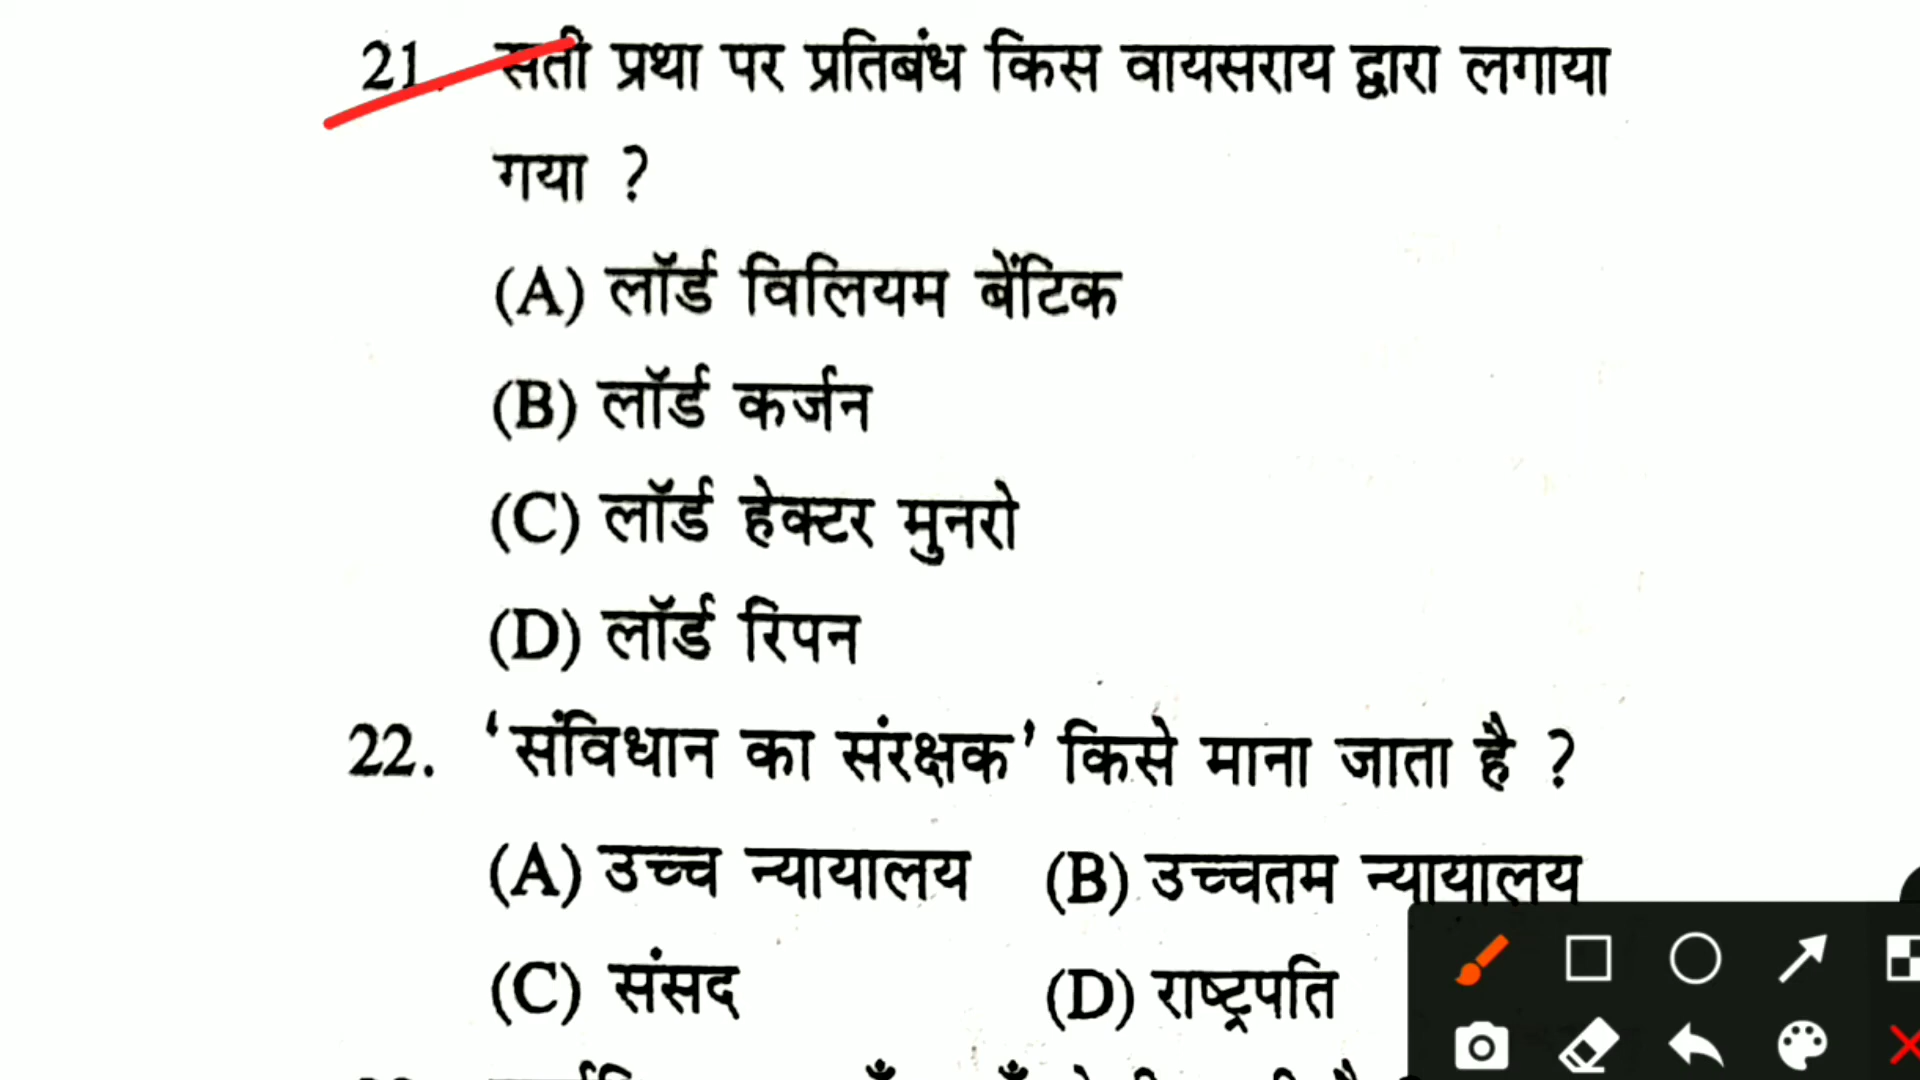 21. सती प्रथा पर प्रतिबंध किस वायसराय द्वारा लगाया
गया ?
(A) लॉर्ड विलियम बेंटिक
(B) लॉर्ड कर्जन
(C) लॉर्ड हेक्टर मुनरो
(D) लॉर्ड रिपन
22. 'संविधान का संरक्षक' किसे माना जाता है ?
(A) उच्च न्यायालय (B) उच्चतम न्यायालय
(C) संसद (D) राष्ट्रपति